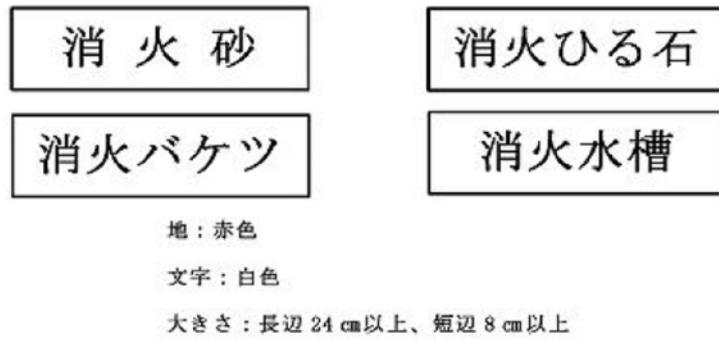 消火砂
消火ひる石
消火バケツ
消火水槽
地：赤色
文字：白色
大きさ：長辺24㎝以上、短辺8㎝以上